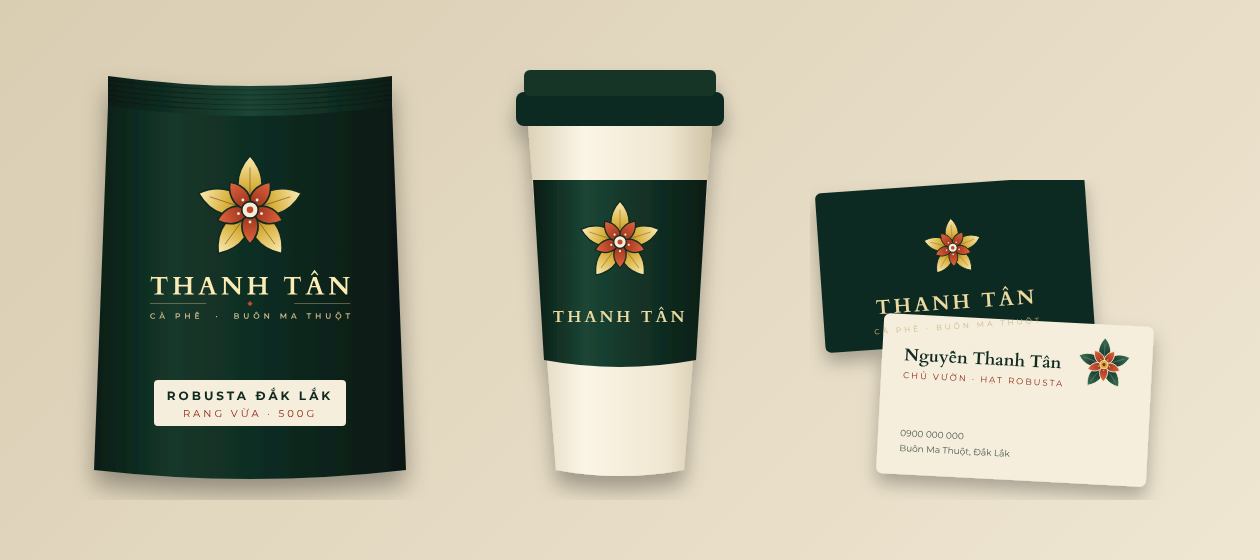 THANH TÂN
CÀ PHÊ · BUÔN MA THUỘT
ROBUSTA ĐẮK LẮK
RANG VỪA · 500G
THANH TÂN
THANH TÂN
CÀ PHÊ · BUÔN MA THUỘT
Nguyễn Thanh Tân
CHỦ VƯỜN · HẠT ROBUSTA
0900 000 000
Buôn Ma Thuột, Đắk Lắk